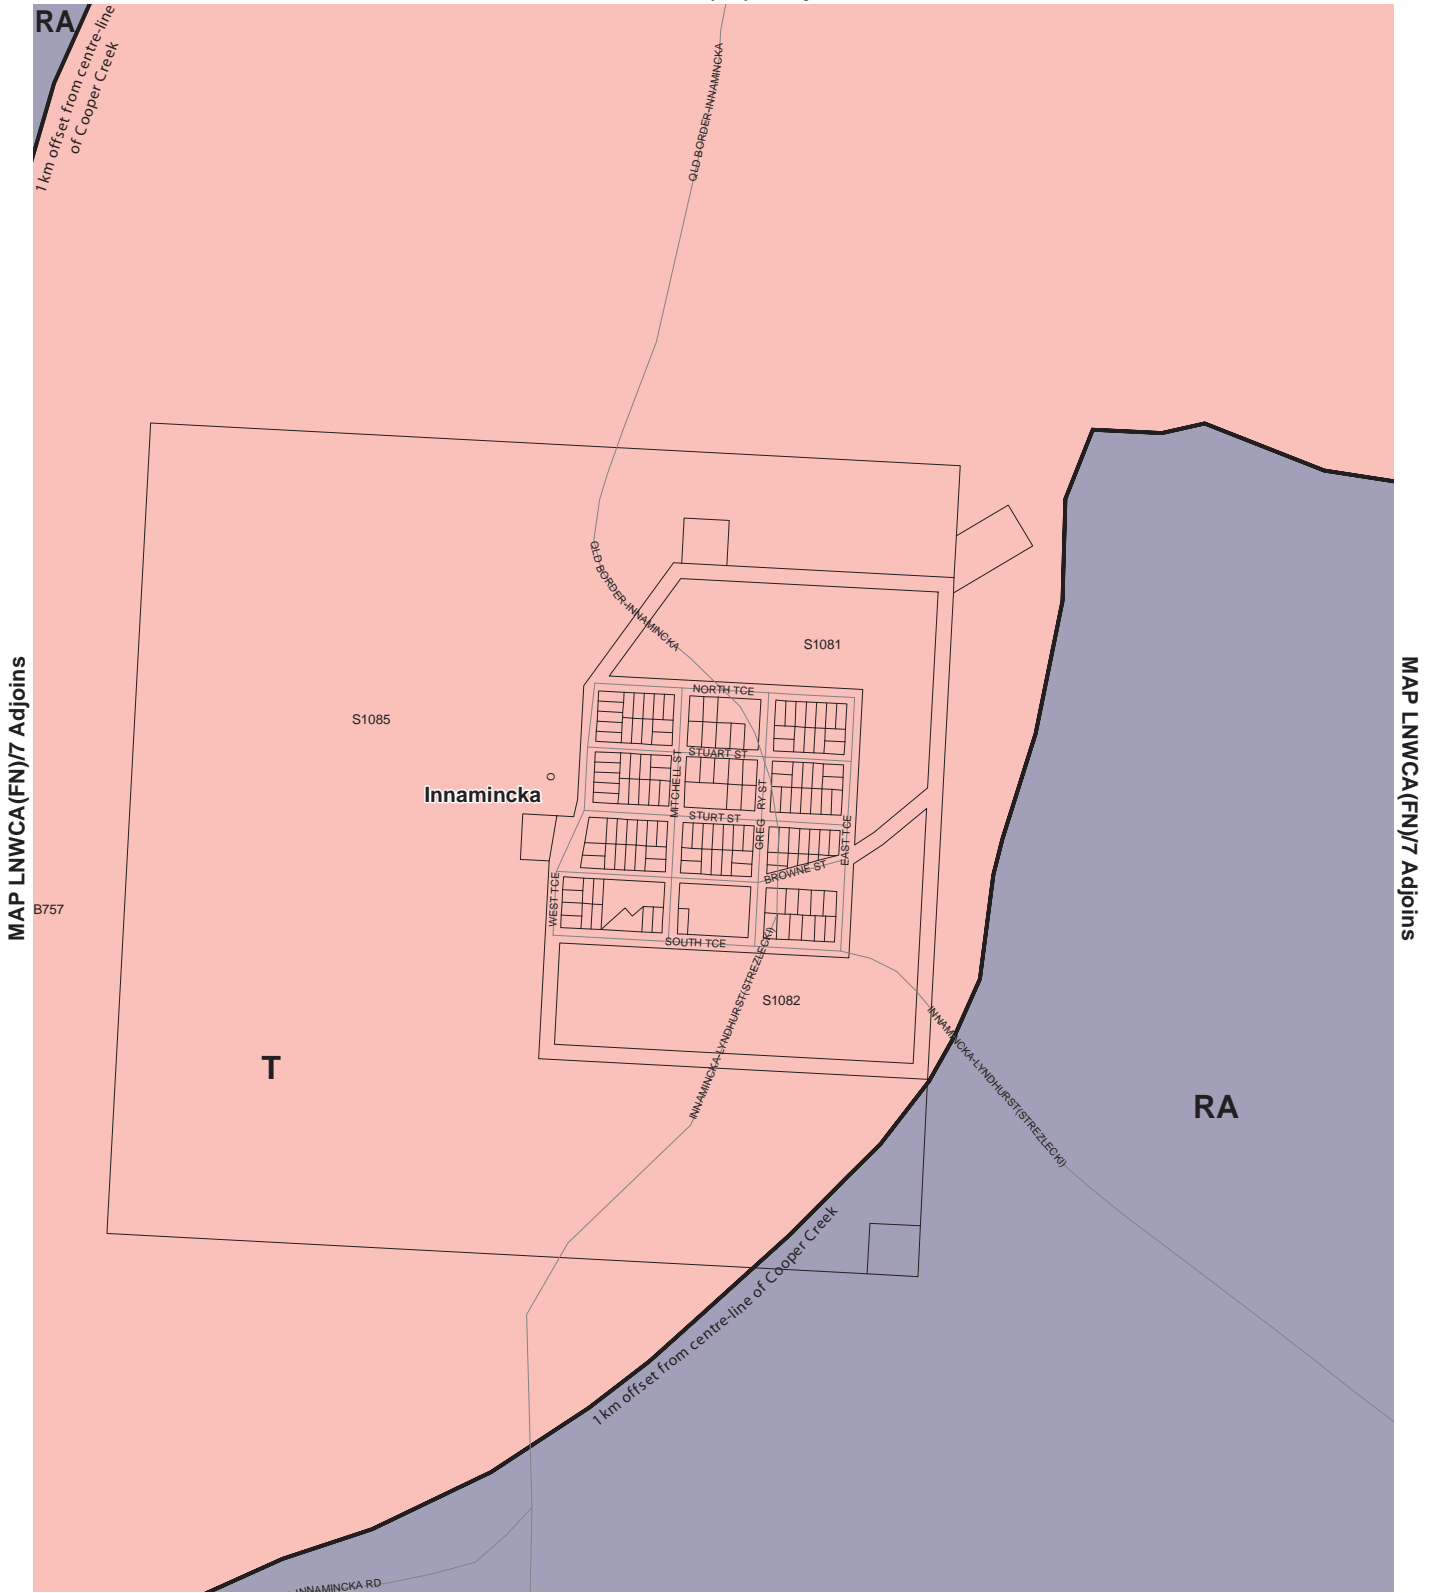 RA
1 km offset from centre-line
of Cooper Creek
QLD BORDER-INNAMINCKA
QLD BORDER-INNAMINCKA
S1081
NORTH TCE
S1085
STUART ST
MITCHELL ST
Innamincka
GREG RY ST
STURT ST
EAST TCE
BROWNE ST
WEST TCE
B757
SOUTH TCE
INNAMINCKA-LYNDHURST(STREZLECKI)
S1082
INNAMINCKA-LYNDHURST(STREZLECKI)
T
RA
1 km offset from centre-line of Cooper Creek
INNAMINCKA RD
MAP LNWCA(FN)/7 Adjoins
MAP LNWCA(FN)/7 Adjoins